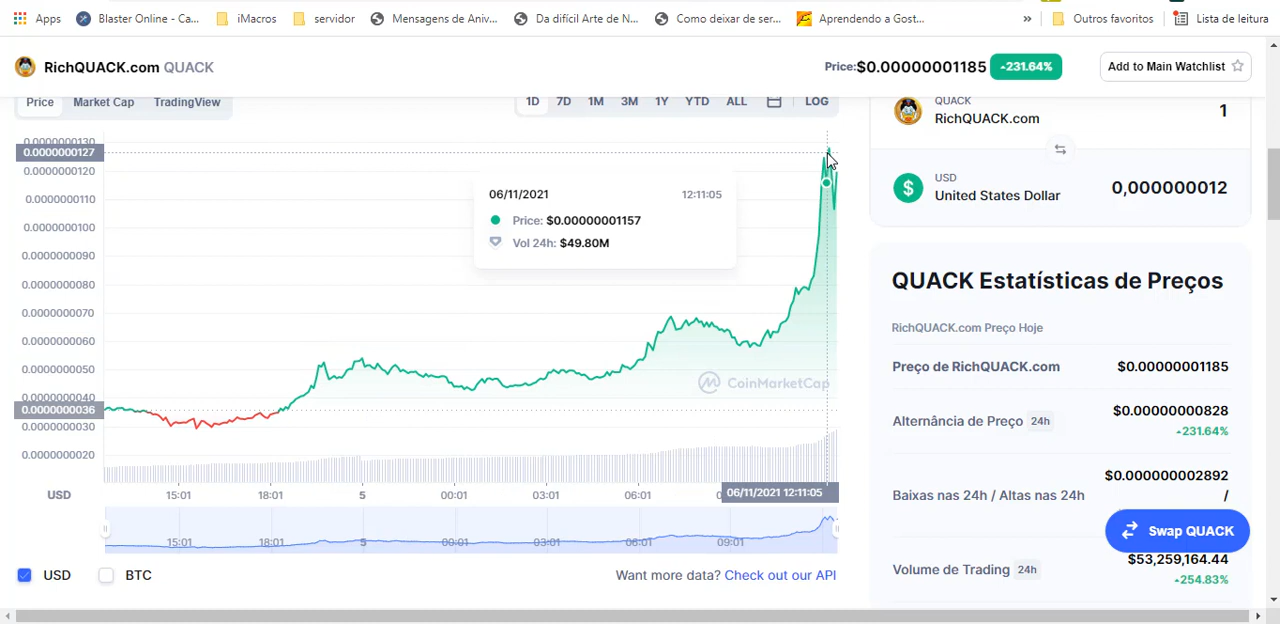 Apps
Blaster Online - Ca...
iMacros
servidor
Mensagens de Aniv...
Da difícil Arte de N...
Como deixar de ser...
Aprendendo a Gost...
»
Outros favoritos
Lista de leitura
RichQUACK.com QUACK
Price:$0.00000001185
231.64%
Add to Main Watchlist
Price
Market Cap
TradingView
1D
7D
1M
3M
1Y
YTD
ALL
LOG
QUACK
RichQUACK.com
1
USD
United States Dollar
0,000000012
0.0000000130
0.0000000127
0.0000000120
0.0000000110
0.0000000100
0.0000000090
0.0000000080
0.0000000070
0.0000000060
0.0000000050
0.0000000040
0.0000000036
0.0000000030
0.0000000020
06/11/2021
12:11:05
Price: $0.00000001157
Vol 24h: $49.80M
CoinMarketCap
USD
15:01
18:01
5
00:01
03:01
06:01
06/11/2021 12:11:05
15:01
18:01
5
00:01
03:01
06:01
09:01
USD
BTC
Want more data? Check out our API
QUACK Estatísticas de Preços
RichQUACK.com Preço Hoje
Preço de RichQUACK.com
$0.00000001185
Alternância de Preço 24h
$0.00000000828
231.64%
Baixas nas 24h / Altas nas 24h
$0.000000002892
/
Swap QUACK
Volume de Trading 24h
$53,259,164.44
254.83%